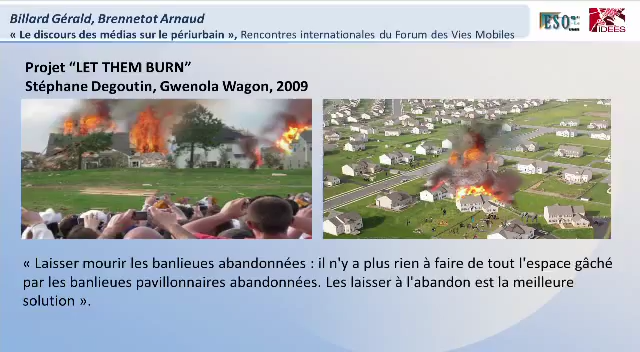 Billard Gérald, Brennetot Arnaud
« Le discours des médias sur le périurbain », Rencontres internationales du Forum des Vies Mobiles
ESO
IDEES
Projet “LET THEM BURN”
Stéphane Degoutin, Gwenola Wagon, 2009
« Laisser mourir les banlieues abandonnées : il n'y a plus rien à faire de tout l'espace gâché
par les banlieues pavillonnaires abandonnées. Les laisser à l'abandon est la meilleure
solution ».